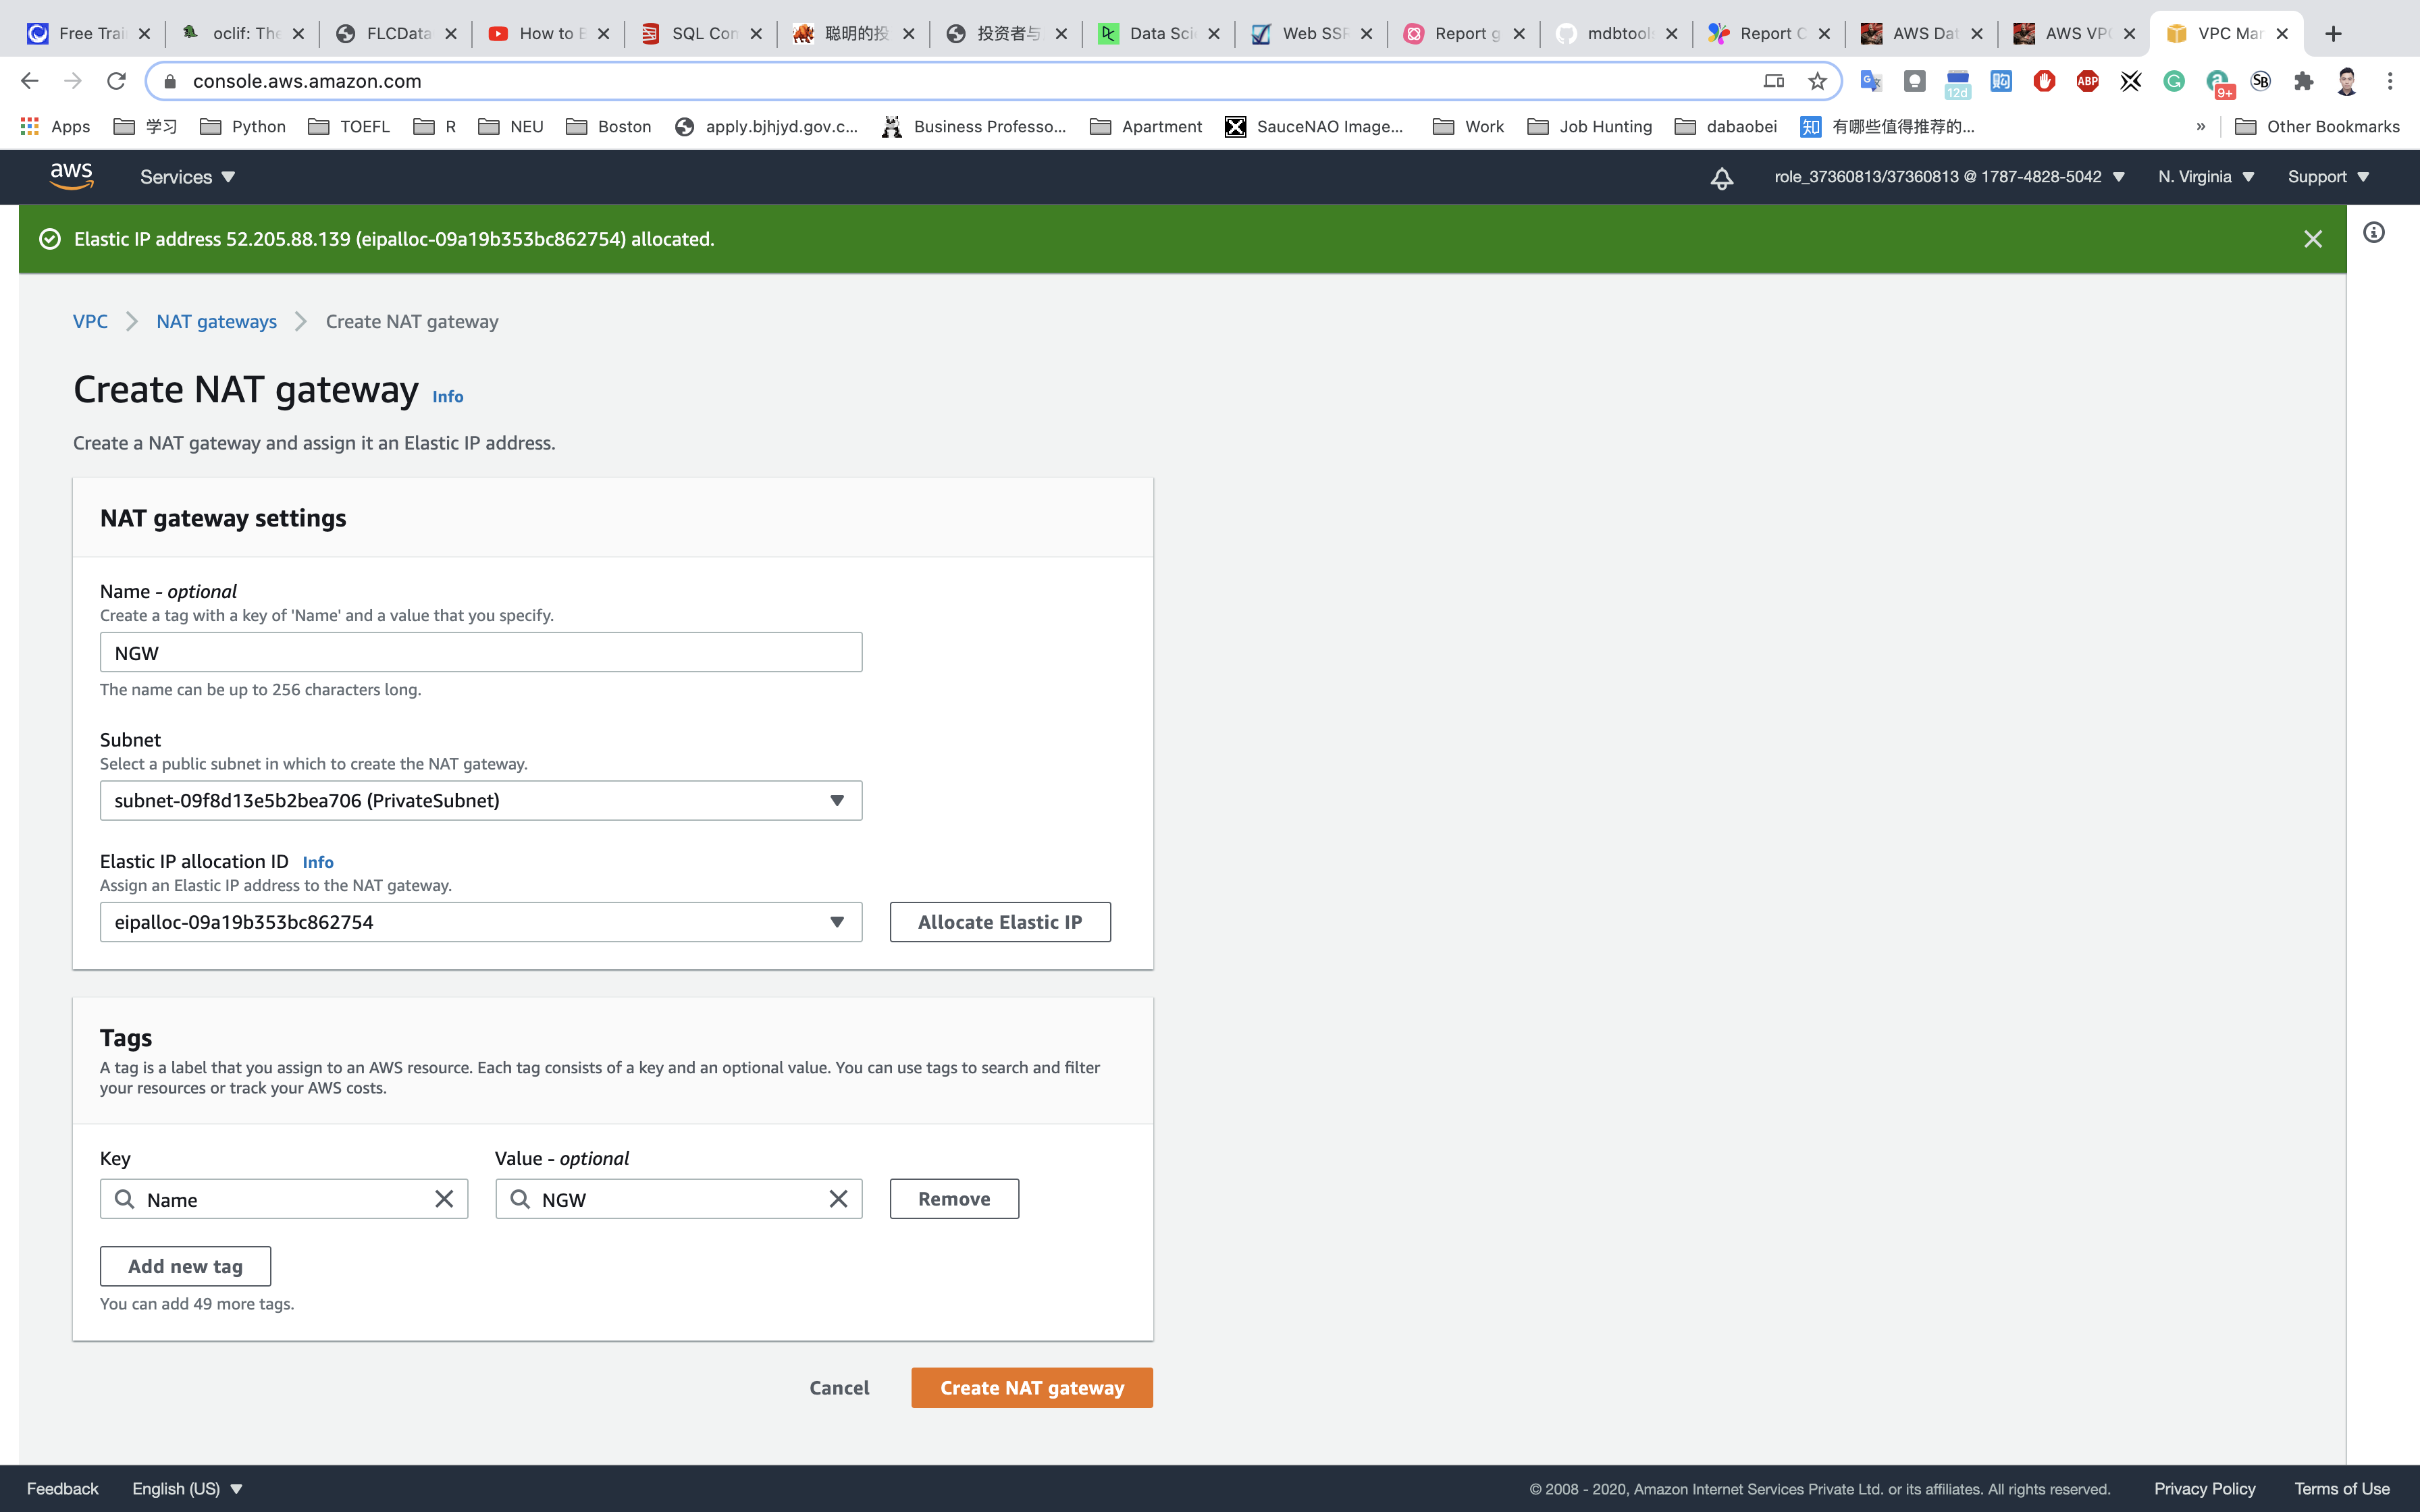 Free Trai
oclif: The
FLCData
How to E
SQL Con
聪明的投
投资者与
Data Sci
Web SSR
Report g
mdbtools
Report C
AWS Dat
AWS VPC
VPC Man
console.aws.amazon.com
12d
ABP
9+
SB
Apps
学习
Python
TOEFL
R
NEU
Boston
apply.bjhjyd.gov.c...
Business Professo...
Apartment
SauceNAO Image...
Work
Job Hunting
dabaobei
知 有哪些值得推荐的...
»
Other Bookmarks
aws
Services
role_37360813/37360813 @ 1787-4828-5042
N. Virginia
Support
Elastic IP address 52.205.88.139 (eipalloc-09a19b353bc862754) allocated.
VPC > NAT gateways > Create NAT gateway
Create NAT gateway Info
Create a NAT gateway and assign it an Elastic IP address.
NAT gateway settings
Name - optional
Create a tag with a key of 'Name' and a value that you specify.
NGW
The name can be up to 256 characters long.
Subnet
Select a public subnet in which to create the NAT gateway.
subnet-09f8d13e5b2bea706 (PrivateSubnet)
Elastic IP allocation ID Info
Assign an Elastic IP address to the NAT gateway.
eipalloc-09a19b353bc862754
Allocate Elastic IP
Tags
A tag is a label that you assign to an AWS resource. Each tag consists of a key and an optional value. You can use tags to search and filter
your resources or track your AWS costs.
Key
Value - optional
Name
NGW
Remove
Add new tag
You can add 49 more tags.
Cancel
Create NAT gateway
Feedback
English (US)
© 2008 - 2020, Amazon Internet Services Private Ltd. or its affiliates. All rights reserved.
Privacy Policy
Terms of Use